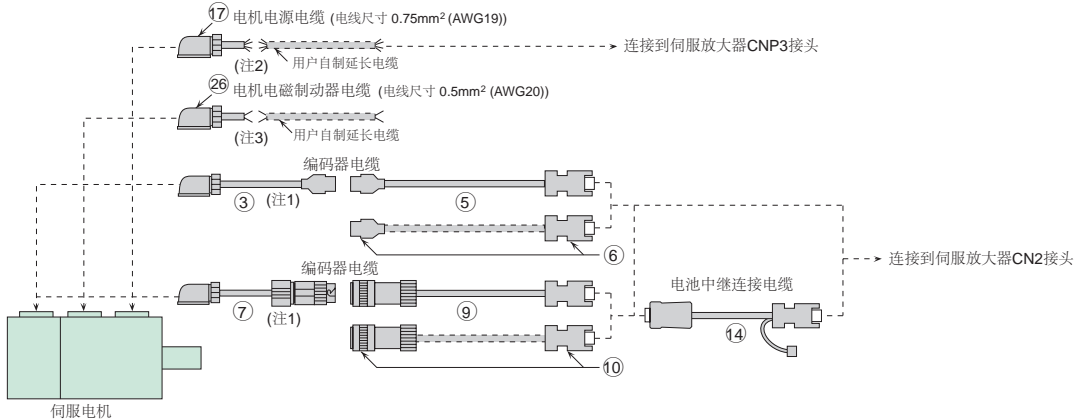 ⑰ 电机电源电缆 (电线尺寸 0.75mm² (AWG19))
连接到伺服放大器CNP3接头
(注2) 用户自制延长电缆
㉖ 电机电磁制动器电缆 (电线尺寸 0.5mm² (AWG20))
(注3) 用户自制延长电缆
编码器电缆
③ (注1) ⑤
⑥
连接到伺服放大器CN2接头
编码器电缆
电池中继连接电缆
⑦ (注1) ⑨
⑭
⑩
伺服电机